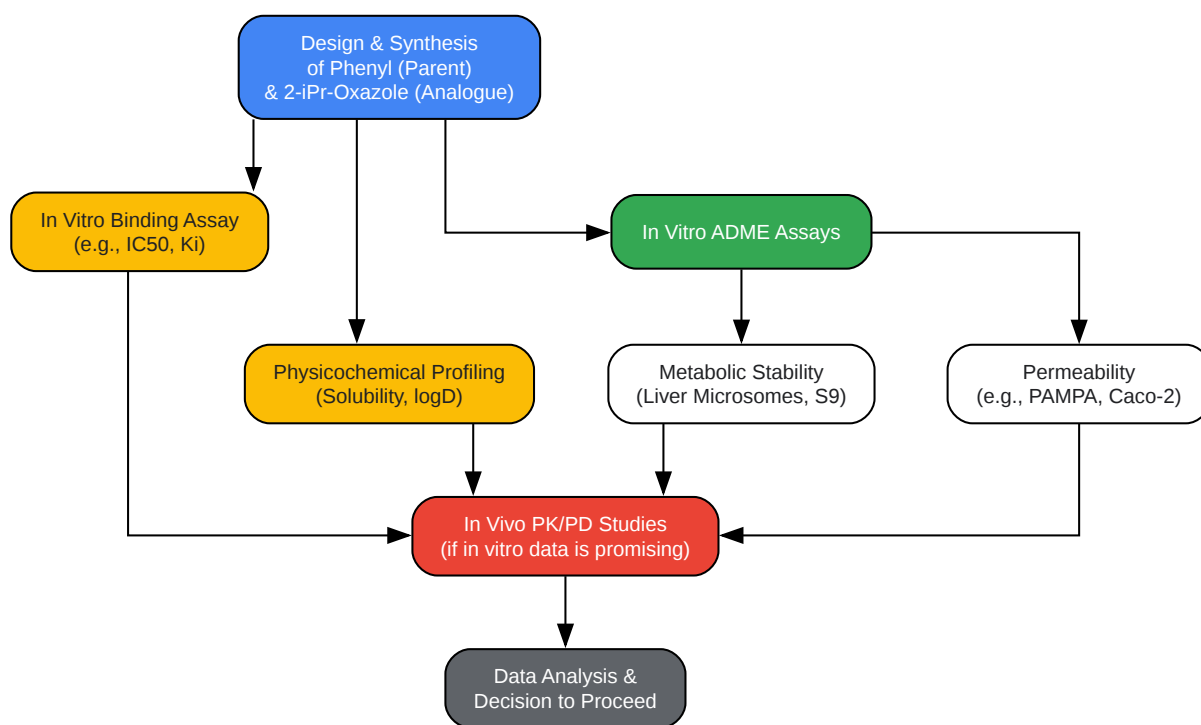 Design & Synthesis
of Phenyl (Parent)
& 2-iPr-Oxazole (Analogue)
In Vitro Binding Assay
(e.g., IC50, Ki)
In Vitro ADME Assays
Physicochemical Profiling
(Solubility, logD)
Metabolic Stability
(Liver Microsomes, S9)
Permeability
(e.g., PAMPA, Caco-2)
In Vivo PK/PD Studies
(if in vitro data is promising)
Data Analysis &
Decision to Proceed